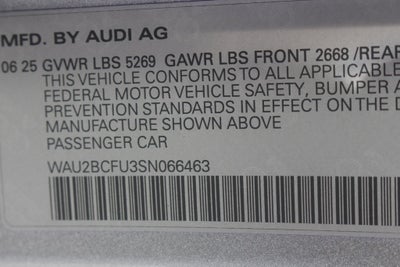 MFD. BY AUDI AG
06 25 GVWR LBS 5269 GAWR LBS FRONT 2668 /REAR
THIS VEHICLE CONFORMS TO ALL APPLICABLE
FEDERAL MOTOR VEHICLE SAFETY, BUMPER A
PREVENTION STANDARDS IN EFFECT ON THE D
MANUFACTURE SHOWN ABOVE
PASSENGER CAR
WAU2BCFU3SN066463